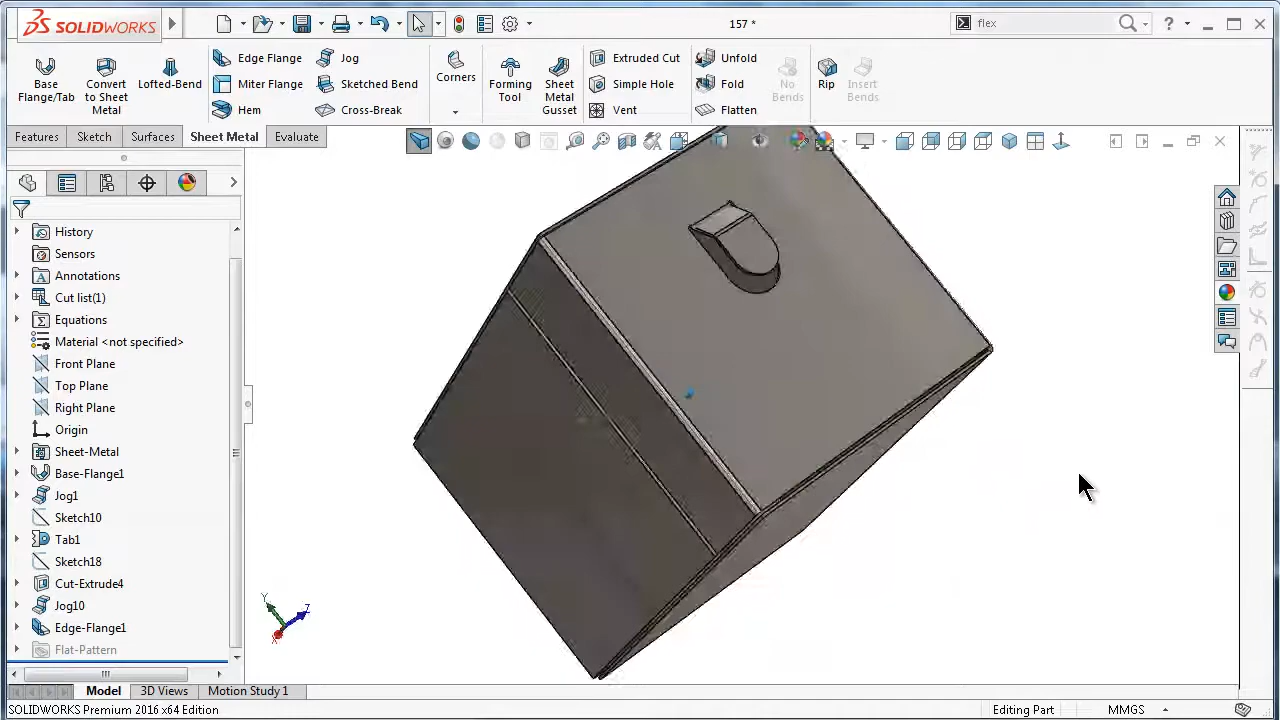 SOLIDWORKS
157 *
flex
?
Base Flange/Tab
Convert to Sheet Metal
Lofted-Bend
Edge Flange
Miter Flange
Hem
Jog
Sketched Bend
Cross-Break
Corners
Forming Tool
Sheet Metal Gusset
Extruded Cut
Simple Hole
Vent
Unfold
Fold
Flatten
No Bends
Rip
Insert Bends
Features
Sketch
Surfaces
Sheet Metal
Evaluate
History
Sensors
Annotations
Cut list(1)
Equations
Material <not specified>
Front Plane
Top Plane
Right Plane
Origin
Sheet-Metal
Base-Flange1
Jog1
Sketch10
Tab1
Sketch18
Cut-Extrude4
Jog10
Edge-Flange1
Flat-Pattern
Y
Z
X
Model
3D Views
Motion Study 1
SOLIDWORKS Premium 2016 x64 Edition
Editing Part
MMGS